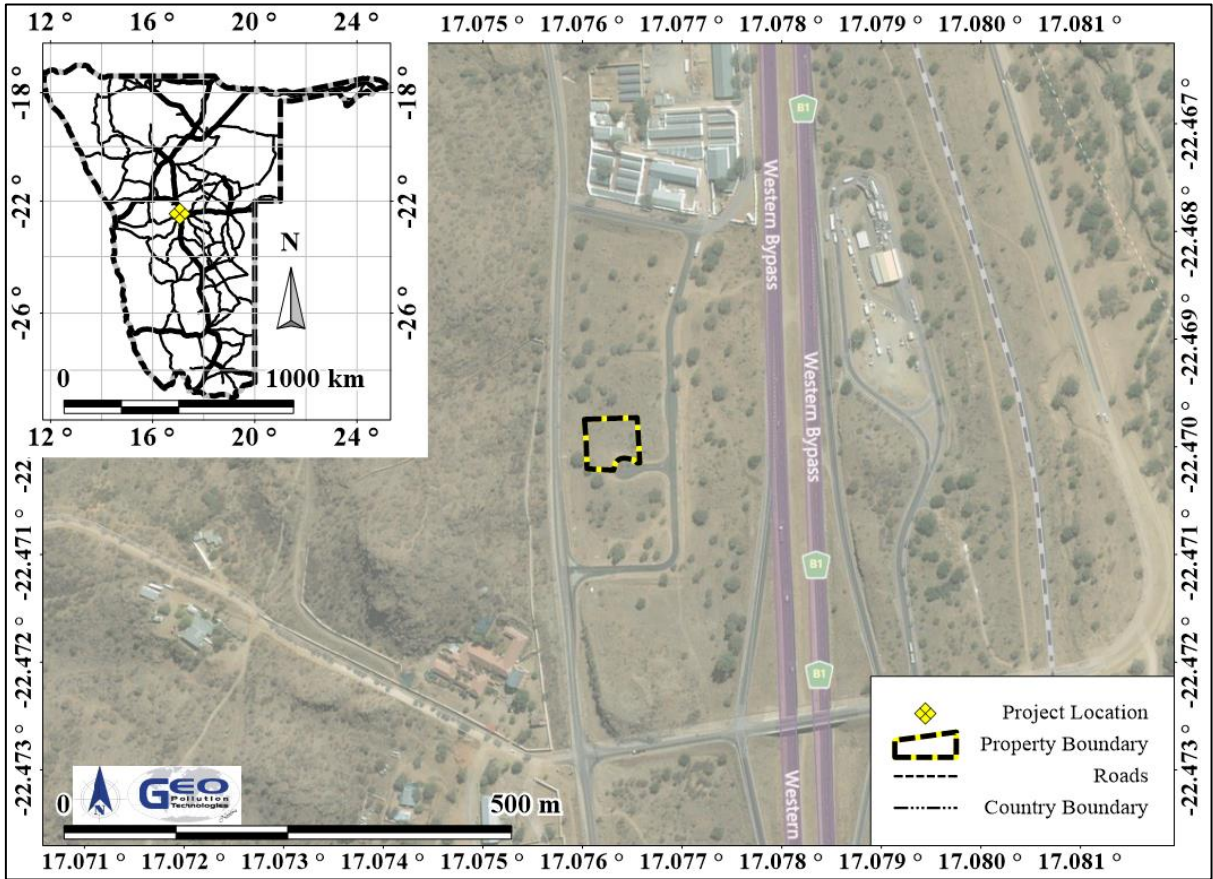 12 °
16 °
20 °
24 °
17.075 °
17.076 °
17.077 °
17.078 °
17.079 °
17.080 °
17.081 °
-18 °
-22 °
-26 °
-18 °
-22 °
-26 °
N
0
1000 km
12 °
16 °
20 °
24 °
B1
Western Bypass
Western Bypass
B1
B1
Western
-22.467 °
-22.468 °
-22.469 °
-22.470 °
-22.471 °
-22.472 °
-22.473 °
-22.471 °
-22.472 °
-22.473 °
Project Location
Property Boundary
Roads
Country Boundary
N
GEO
Pollution
Technologies
0
500 m
17.071 °
17.072 °
17.073 °
17.074 °
17.075 °
17.076 °
17.077 °
17.078 °
17.079 °
17.080 °
17.081 °